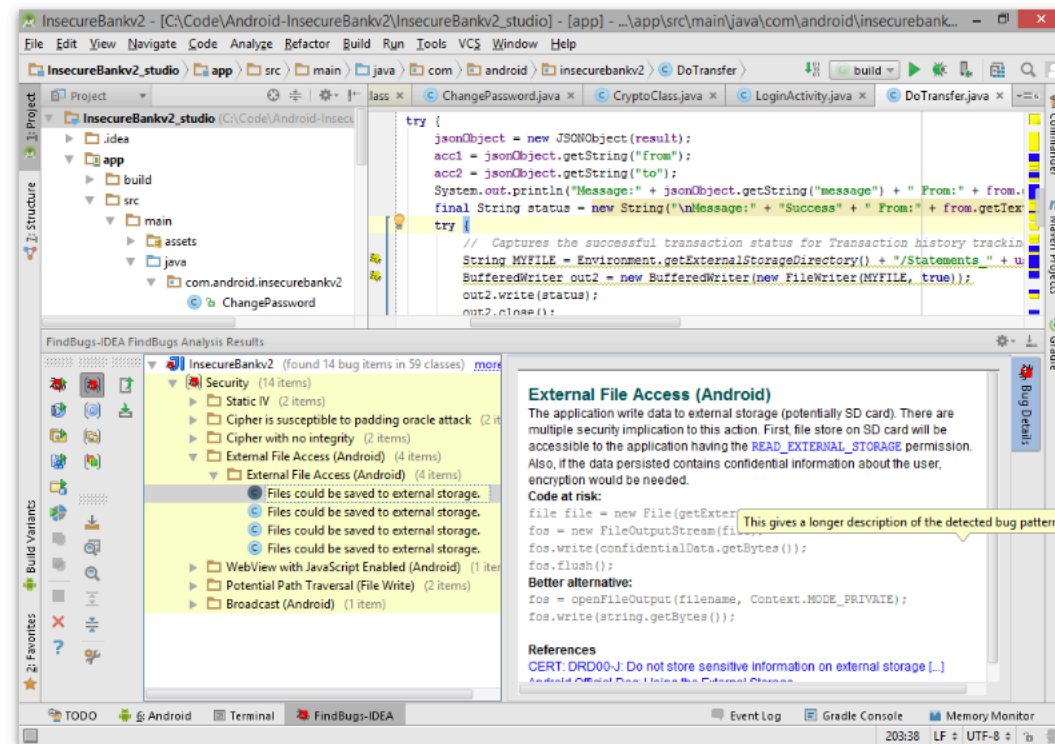 InsecureBankv2 - [C:\Code\Android-InsecureBankv2\InsecureBankv2_studio] - [app] - ...\app\src\main\java\com\android\insecurebank...
File Edit View Navigate Code Analyze Refactor Build Run Tools VCS Window Help
InsecureBankv2_studio app src main java com android insecurebankv2 DoTransfer build
1: Project
Z: Structure
Build Variants
2: Favorites
Project
lass ChangePassword.java CryptoClass.java LoginActivity.java DoTransfer.java
InsecureBankv2_studio (C:\Code\Android-Insecu
.idea
app
build
src
main
assets
java
com.android.insecurebankv2
ChangePassword
try {
jsonObject = new JSONObject(result);
acc1 = jsonObject.getString("from");
acc2 = jsonObject.getString("to");
System.out.println("Message:" + jsonObject.getString("message") + " From:" + from.
final String status = new String("\nMessage:" + "Success" + " From:" + from.getTex
try {
// Captures the successful transaction status for Transaction history trackin
String MYFILE = Environment.getExternalStorageDirectory() + "/Statements_" + u
BufferedWriter out2 = new BufferedWriter(new FileWriter(MYFILE, true));
out2.write(status);
out2.close();
Commander
Maven Projects
Gradle
FindBugs-IDEA FindBugs Analysis Results
InsecureBankv2 (found 14 bug items in 59 classes) more
Security (14 items)
Static IV (2 items)
Cipher is susceptible to padding oracle attack (2 it
Cipher with no integrity (2 items)
External File Access (Android) (4 items)
External File Access (Android) (4 items)
Files could be saved to external storage.
Files could be saved to external storage.
Files could be saved to external storage.
Files could be saved to external storage.
WebView with JavaScript Enabled (Android) (1 iter
Potential Path Traversal (File Write) (2 items)
Broadcast (Android) (1 item)
External File Access (Android)
The application write data to external storage (potentially SD card). There are
multiple security implication to this action. First, file store on SD card will be
accessible to the application having the READ_EXTERNAL_STORAGE permission.
Also, if the data persisted contains confidential information about the user,
encryption would be needed.
Code at risk:
file file = new File(getExter
fos = new FileOutputStream(
This gives a longer description of the detected bug pattern
fos.write(confidentialData.getBytes());
fos.flush();
Better alternative:
fos = openFileOutput(filename, Context.MODE_PRIVATE);
fos.write(string.getBytes());
References
CERT: DRD00-J: Do not store sensitive information on external storage [...]
Bug Details
TODO 6: Android Terminal FindBugs-IDEA Event Log Gradle Console Memory Monitor
203:38 LF UTF-8